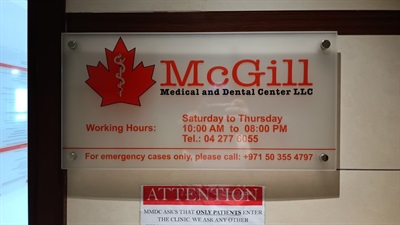 McGill
Medical and Dental Center LLC
Saturday to Thursday
Working Hours: 10:00 AM to 08:00 PM
Tel.: 04 277 6055
For emergency cases only, please call: +971 50 355 4797
ATTENTION
MMDC ASK'S THAT ONLY PATIENTS ENTER
THE CLINIC. WE ASK ANY OTHER